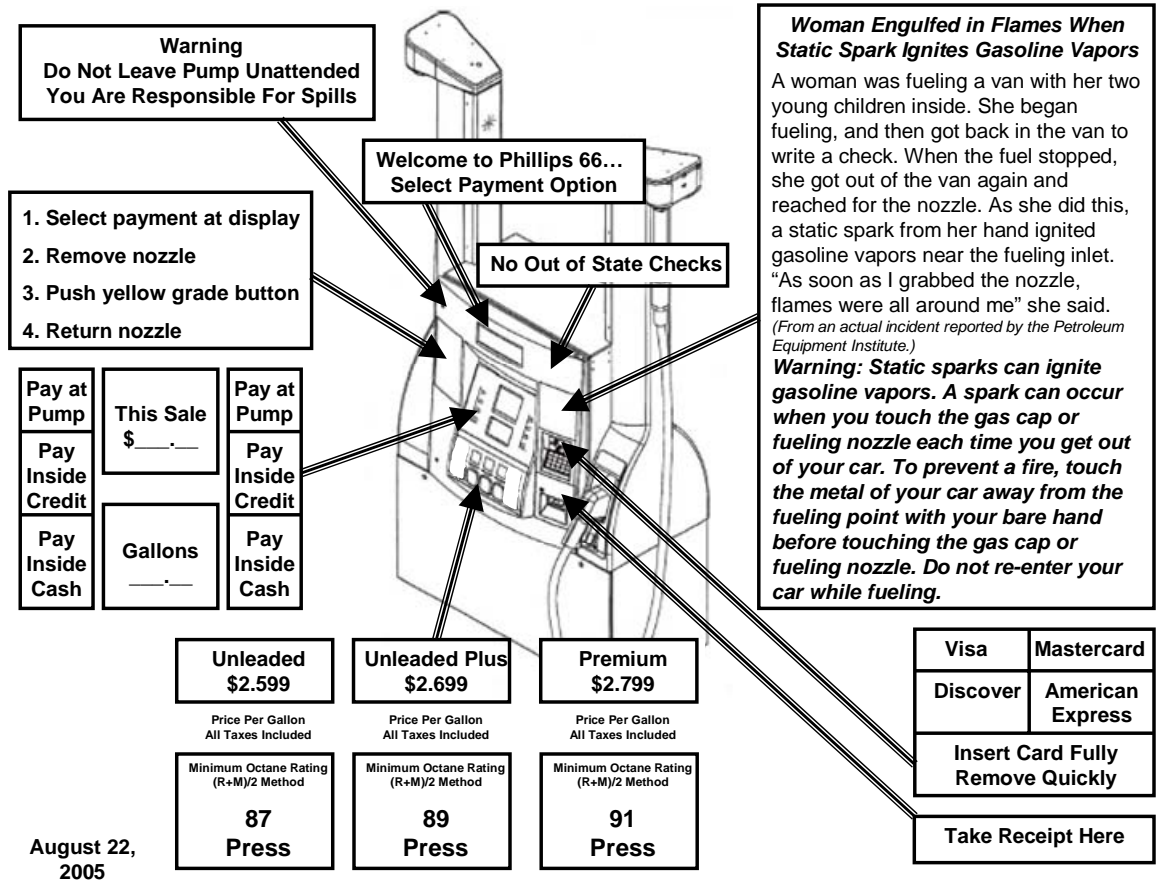 Warning
Do Not Leave Pump Unattended
You Are Responsible For Spills
Welcome to Phillips 66…
Select Payment Option
No Out of State Checks
1. Select payment at display
2. Remove nozzle
3. Push yellow grade button
4. Return nozzle
Pay at
Pump
Pay
Inside
Credit
Pay
Inside
Cash
This Sale
$___.__
Gallons
___.__
Pay at
Pump
Pay
Inside
Credit
Pay
Inside
Cash
Woman Engulfed in Flames When
Static Spark Ignites Gasoline Vapors
A woman was fueling a van with her two
young children inside. She began
fueling, and then got back in the van to
write a check. When the fuel stopped,
she got out of the van again and
reached for the nozzle. As she did this,
a static spark from her hand ignited
gasoline vapors near the fueling inlet.
“As soon as I grabbed the nozzle,
flames were all around me” she said.
(From an actual incident reported by the Petroleum
Equipment Institute.)
Warning: Static sparks can ignite
gasoline vapors. A spark can occur
when you touch the gas cap or
fueling nozzle each time you get out
of your car. To prevent a fire, touch
the metal of your car away from the
fueling point with your bare hand
before touching the gas cap or
fueling nozzle. Do not re-enter your
car while fueling.
Unleaded
$2.599
Price Per Gallon
All Taxes Included
Minimum Octane Rating
(R+M)/2 Method
87
Press
Unleaded Plus
$2.699
Price Per Gallon
All Taxes Included
Minimum Octane Rating
(R+M)/2 Method
89
Press
Premium
$2.799
Price Per Gallon
All Taxes Included
Minimum Octane Rating
(R+M)/2 Method
91
Press
Visa
Mastercard
Discover
American
Express
Insert Card Fully
Remove Quickly
Take Receipt Here
August 22,
2005